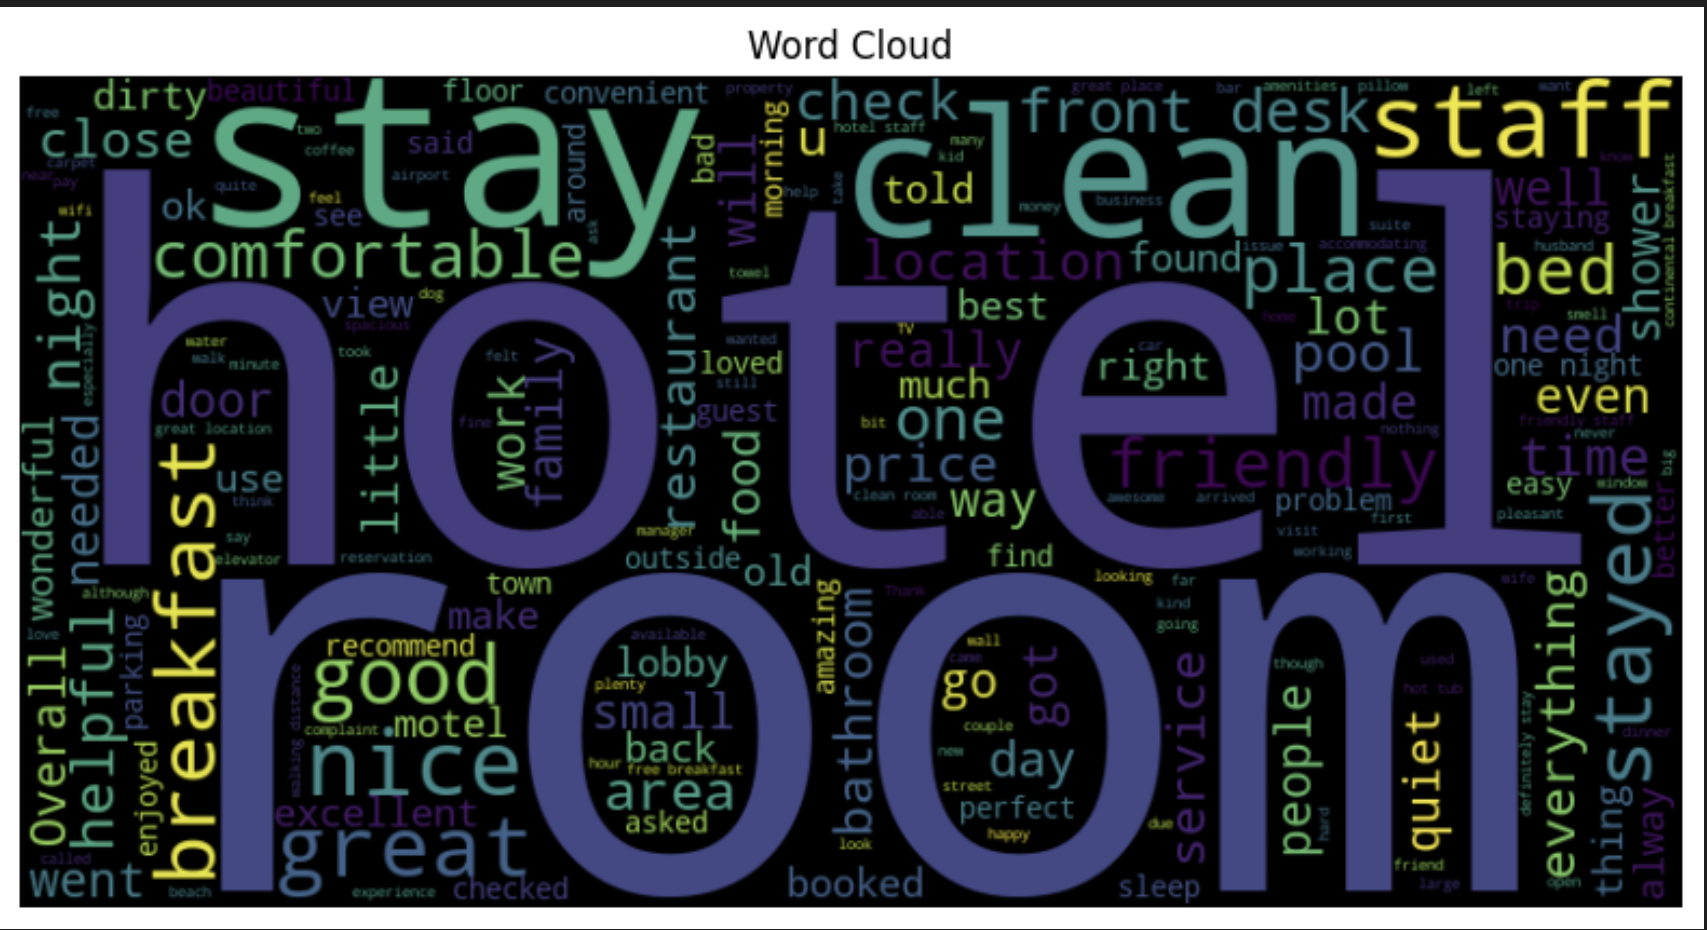 Word Cloud
free
dirty
beautiful
stay
floor
convenient
property
check
front desk
great place
bar
amenities
pillow
left
want
staff
close
two
coffee
said
around
bad
will
morning
u
hotel staff
many
kid
clean
know
carpet
near
pay
quite
airport
help
take
told
money
business
well
staying
shower
continental breakfast
wifi
ok
feel
see
ask
suite
night
comfortable
restaurant
towel
location
found
issue
accommodating
place
husband
bed
hotel
view
dog
spacious
best
home
lot
trip
smell
need
especially
water
walk
minute
took
felt
family
work
fine
wanted
loved
still
guest
tv
really
much
car
right
pool
one night
door
great location
little
bit
one
made
nothing
even
friendly staff
never
wonderful
needed
breakfast
use
think
food
price
clean room
able
way
friendly
awesome
arrived
problem
first
time
big
easy
window
pleasant
better
stayed
say
elevator
reservation
manager
outside
old
find
visit
working
although
town
make
amazing
bathroom
Thank
looking
far
kind
going
wife
everything
room
love
helpful
parking
recommend
good
available
lobby
plenty
small
wall
came
go
got
though
used
hot tub
Overall
enjoyed
walking distance
complaint
motel
nice
back
hour
free breakfast
area
asked
couple
new
day
street
perfect
happy
service
people
hard
quiet
definitely stay
dinner
things
always
excellent
great
look
due
called
went
beach
experience
checked
booked
sleep
friend
large
open